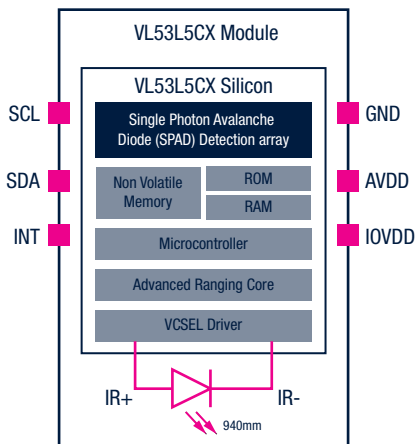 VL53L5CX Module
VL53L5CX Silicon
SCL
GND
Single Photon Avalanche
Diode (SPAD) Detection array
SDA
AVDD
Non Volatile
Memory
ROM
RAM
INT
IOVDD
Microcontroller
Advanced Ranging Core
VCSEL Driver
IR+
IR-
940mm